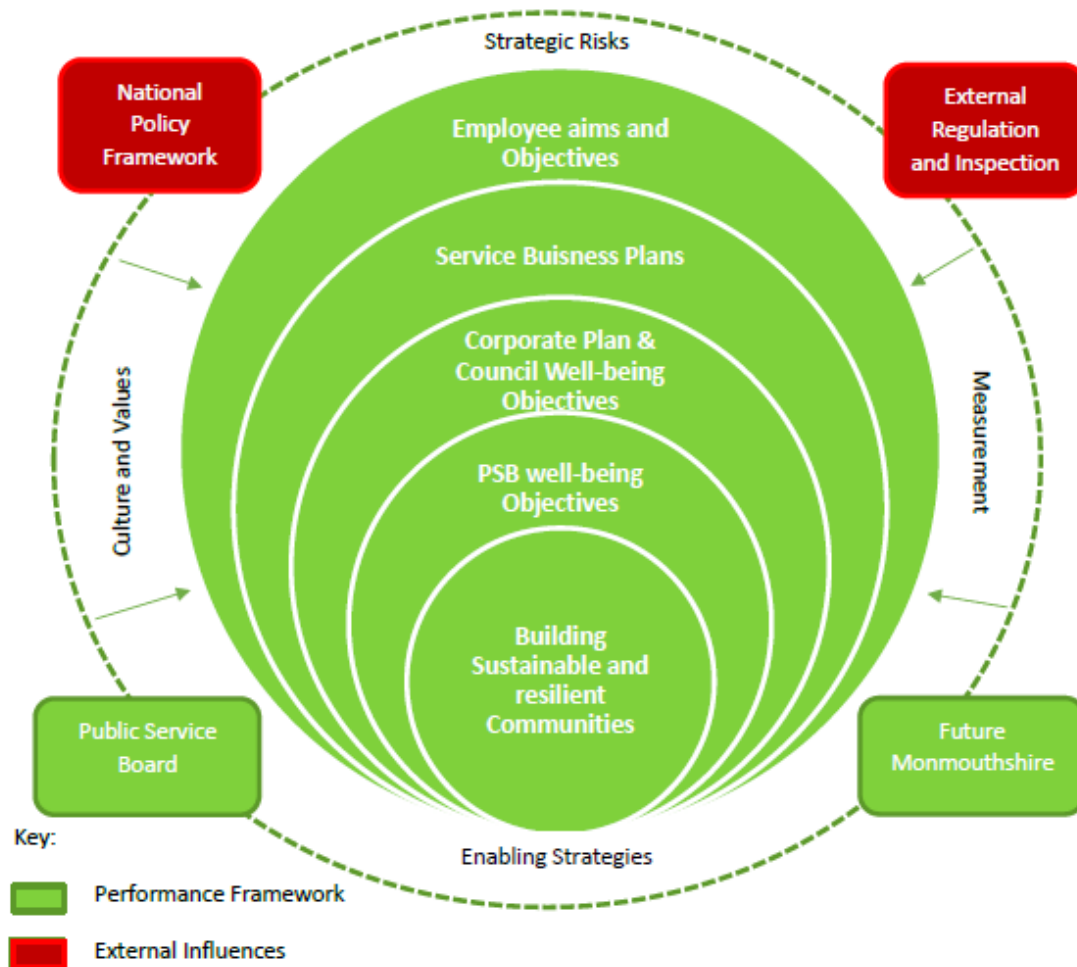 Strategic Risks
National
Policy
Framework
External
Regulation
and Inspection
Employee aims and
Objectives
Service Buisness Plans
Corporate Plan &
Council Well-being
Objectives
Culture and Values
Measurement
PSB well-being
Objectives
Building
Sustainable and
resilient
Communities
Public Service
Board
Future
Monmouthshire
Enabling Strategies
Key:
Performance Framework
External Influences